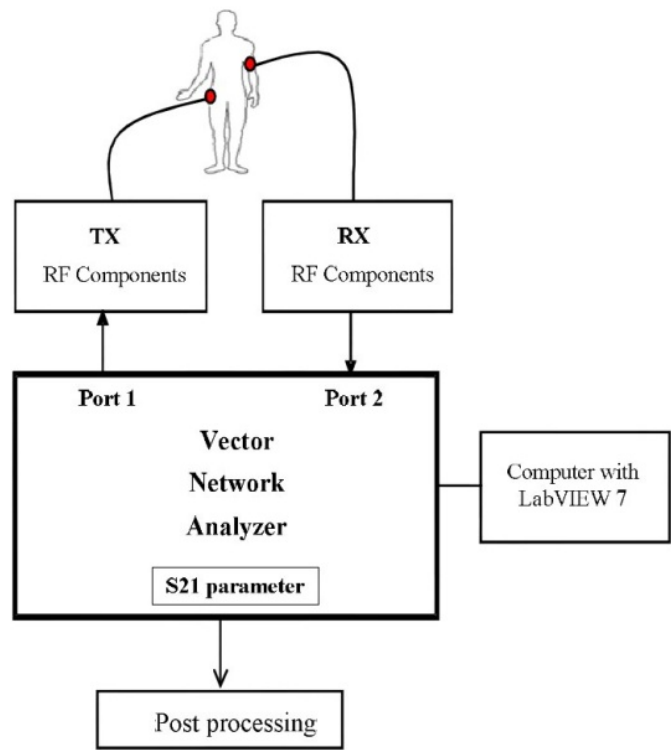 TX
RF Components
RX
RF Components
Port 1
Port 2
Vector
Network
Analyzer
S21 parameter
Computer with
LabVIEW 7
Post processing